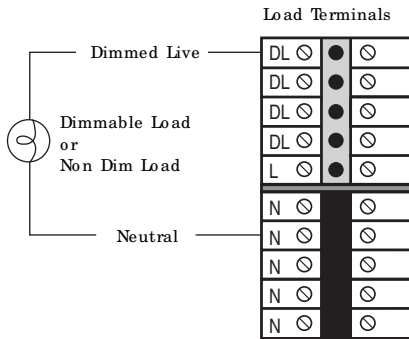 Load Terminals
Dimmed Live
DL
DL
Dimmable Load
or
Non Dim Load
DL
DL
L
N
Neutral
N
N
N
N